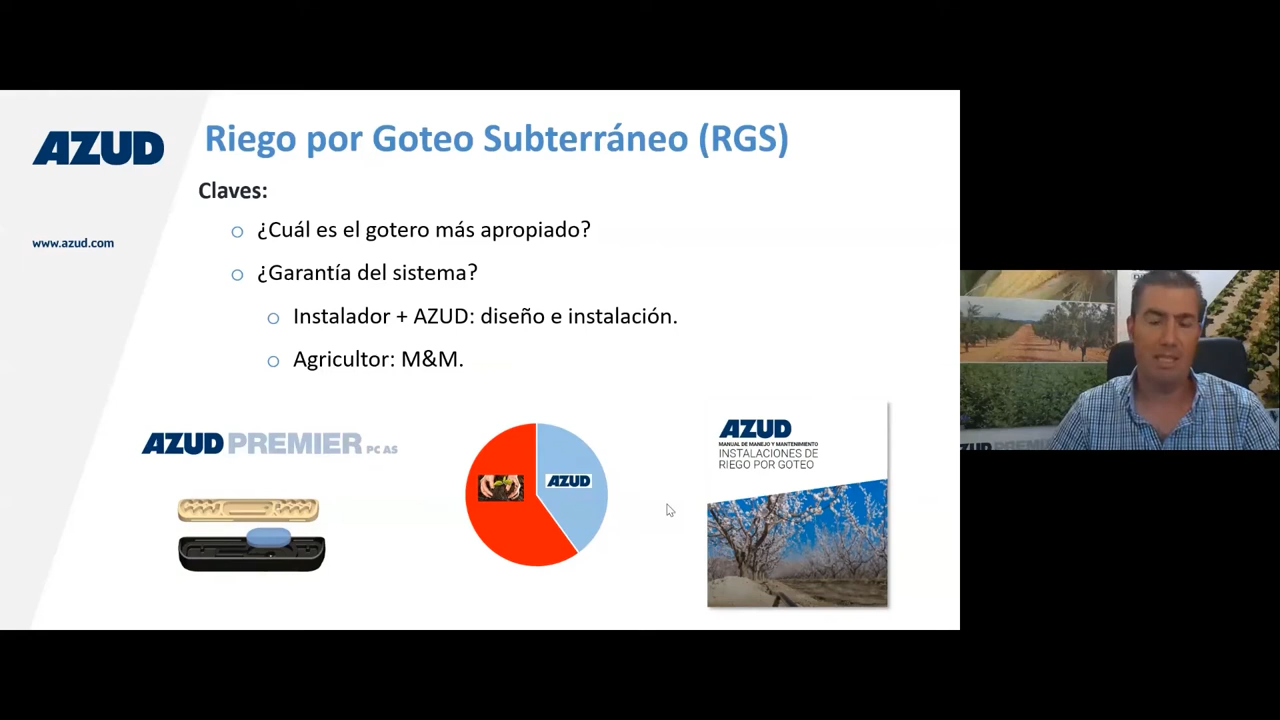 AZUD
www.azud.com
Riego por Goteo Subterráneo (RGS)
Claves:
¿Cuál es el gotero más apropiado?
¿Garantía del sistema?
Instalador + AZUD: diseño e instalación.
Agricultor: M&M.
AZUD PREMIER PC AS
AZUD
AZUD
MANUAL DE MANEJO Y MANTENIMIENTO
INSTALACIONES DE
RIEGO POR GOTEO
AZUD PREMIER